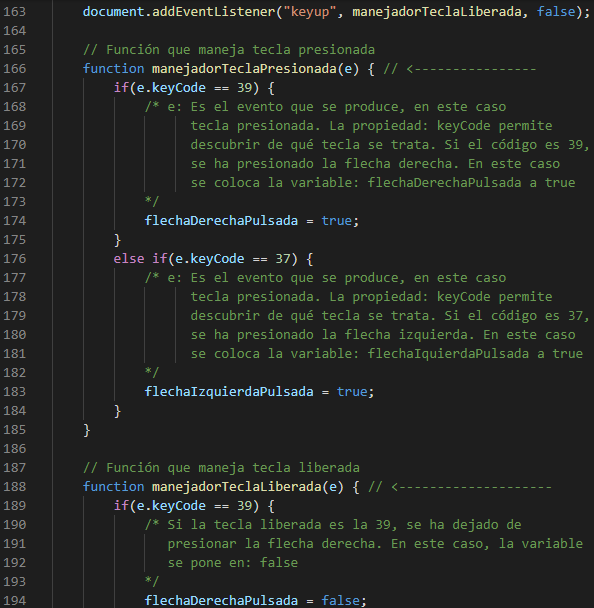 163 document.addEventListener("keyup", manejadorTeclaLiberada, false);
164
165 // Función que maneja tecla presionada
166 function manejadorTeclaPresionada(e) { // <----------------
167 if(e.keyCode == 39) {
168 /* e: Es el evento que se produce, en este caso
169 tecla presionada. La propiedad: keyCode permite
170 descubrir de qué tecla se trata. Si el código es 39,
171 se ha presionado la flecha derecha. En este caso
172 se coloca la variable: flechaDerechaPulsada a true
173 */
174 flechaDerechaPulsada = true;
175 }
176 else if(e.keyCode == 37) {
177 /* e: Es el evento que se produce, en este caso
178 tecla presionada. La propiedad: keyCode permite
179 descubrir de qué tecla se trata. Si el código es 37,
180 se ha presionado la flecha izquierda. En este caso
181 se coloca la variable: flechaIquierdaPulsada a true
182 */
183 flechaIzquierdaPulsada = true;
184 }
185 }
186
187 // Función que maneja tecla liberada
188 function manejadorTeclaLiberada(e) { // <--------------------
189 if(e.keyCode == 39) {
190 /* Si la tecla liberada es la 39, se ha dejado de
191 presionar la flecha derecha. En este caso, la variable
192 se pone en: false
193 */
194 flechaDerechaPulsada = false;